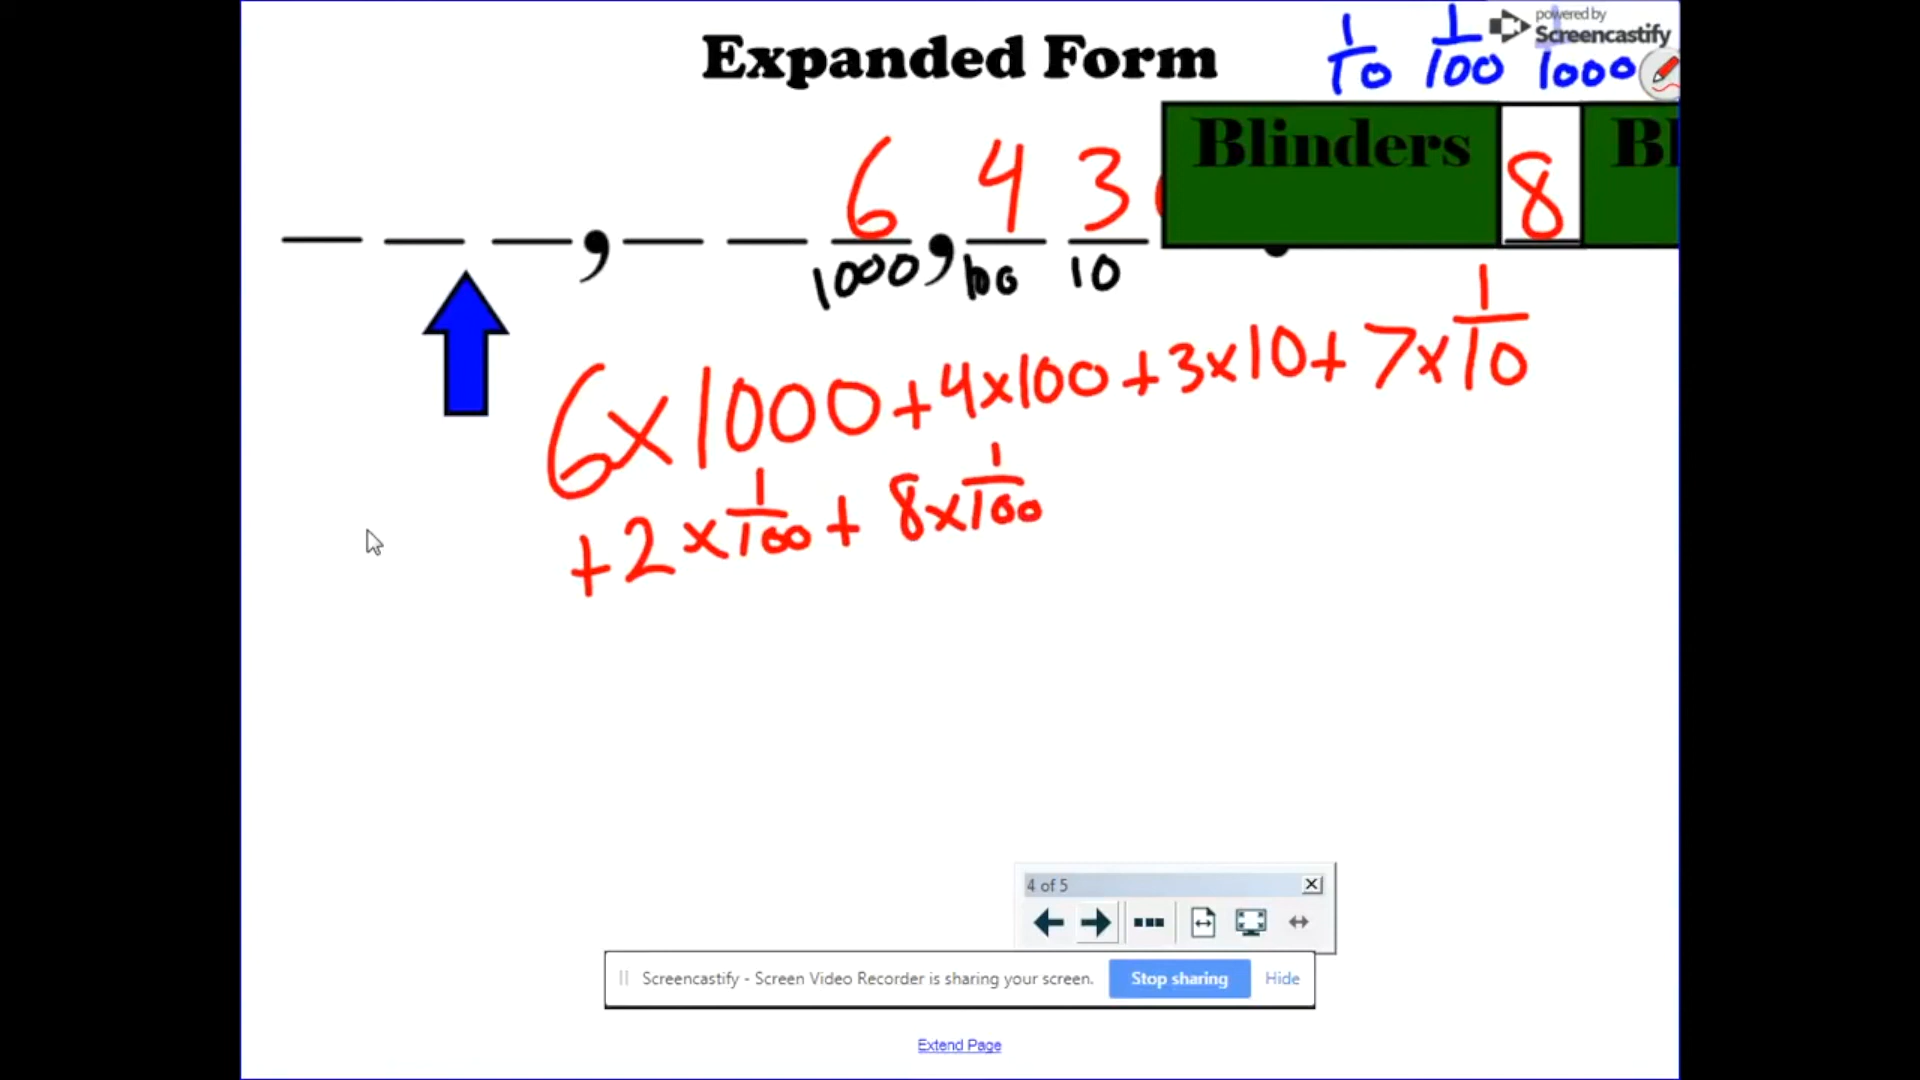 Expanded Form
1/10 1/100 1/1000
powered by
Screencastify
Blinders Bl
6 4 3 8
, ,
1000 100 10
6x1000+4x100+3x10+7x1/10
+2x1/100+8x1/100
4 of 5
Screencastify - Screen Video Recorder is sharing your screen. Stop sharing Hide
Extend Page